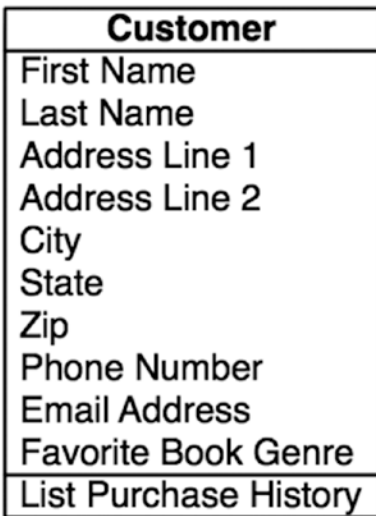 Customer
First Name
Last Name
Address Line 1
Address Line 2
City
State
Zip
Phone Number
Email Address
Favorite Book Genre
List Purchase History